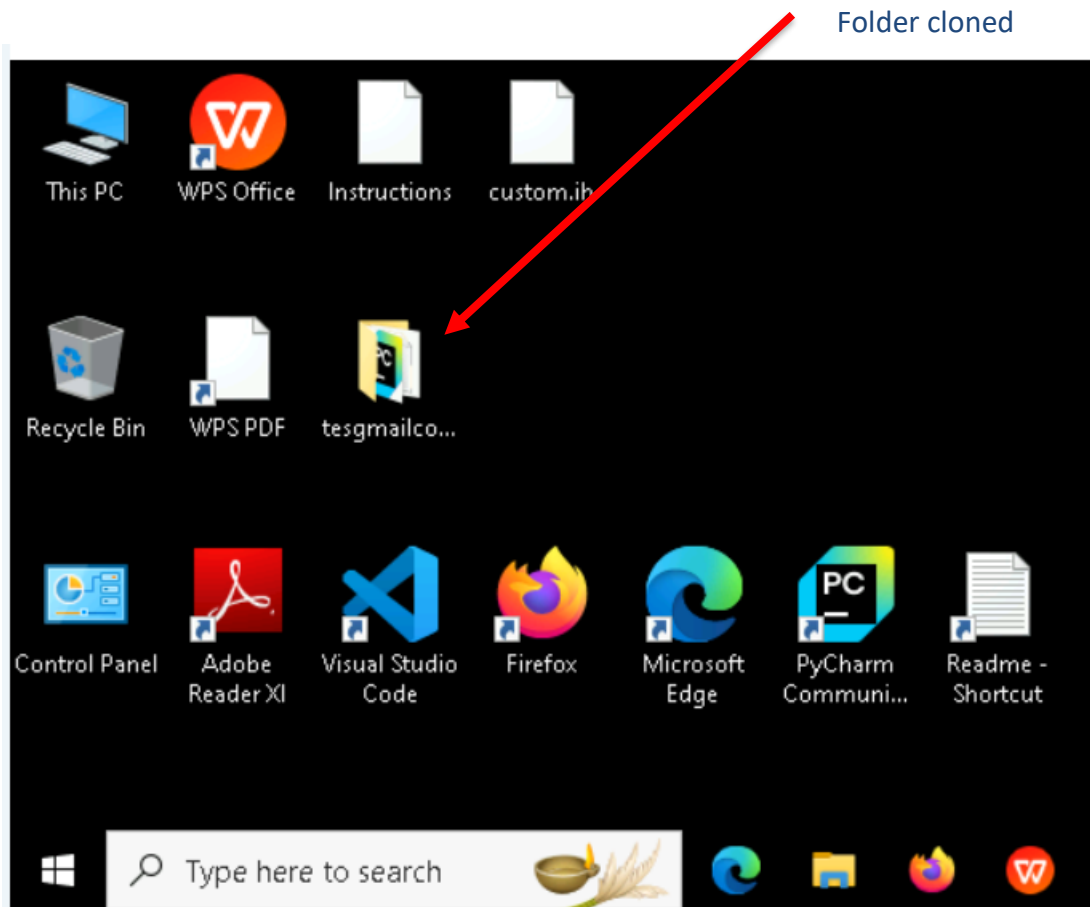 Folder cloned
This PC
WPS Office
Instructions
custom.ib
Recycle Bin
WPS PDF
tesgmailco...
PC
Control Panel
Adobe
Reader XI
Visual Studio
Code
Firefox
Microsoft
Edge
PC
PyCharm
Communi...
Readme -
Shortcut
Type here to search